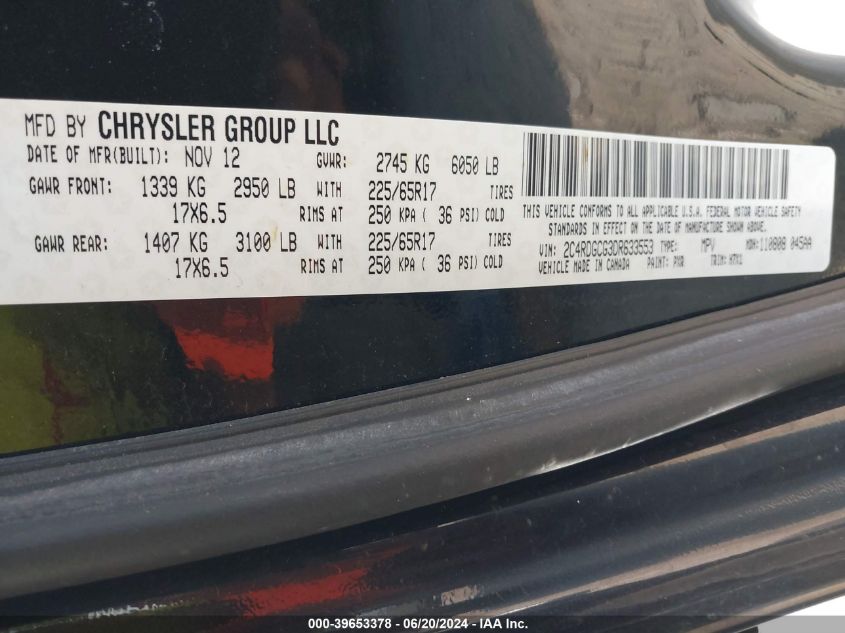 MFD BY CHRYSLER GROUP LLC
DATE OF MFR(BUILT): NOV 12 GVWR: 2745 KG 6050 LB
GAWR FRONT: 1339 KG 2950 LB WITH 225/65R17 TIRES
17X6.5 RIMS AT 250 KPA ( 36 PSI) COLD
GAWR REAR: 1407 KG 3100 LB WITH 225/65R17 TIRES
17X6.5 RIMS AT 250 KPA ( 36 PSI) COLD
THIS VEHICLE CONFORMS TO ALL APPLICABLE U.S.A. FEDERAL MOTOR VEHICLE SAFETY
STANDARDS IN EFFECT ON THE DATE OF MANUFACTURE SHOWN ABOVE.
VIN: 2C4RDGCG3DR633553 TYPE: MPV MDH: 110808 045AA
VEHICLE MADE IN CANADA PAINT: PXR TRIM:
000-39653378 - 06/20/2024 - IAA Inc.